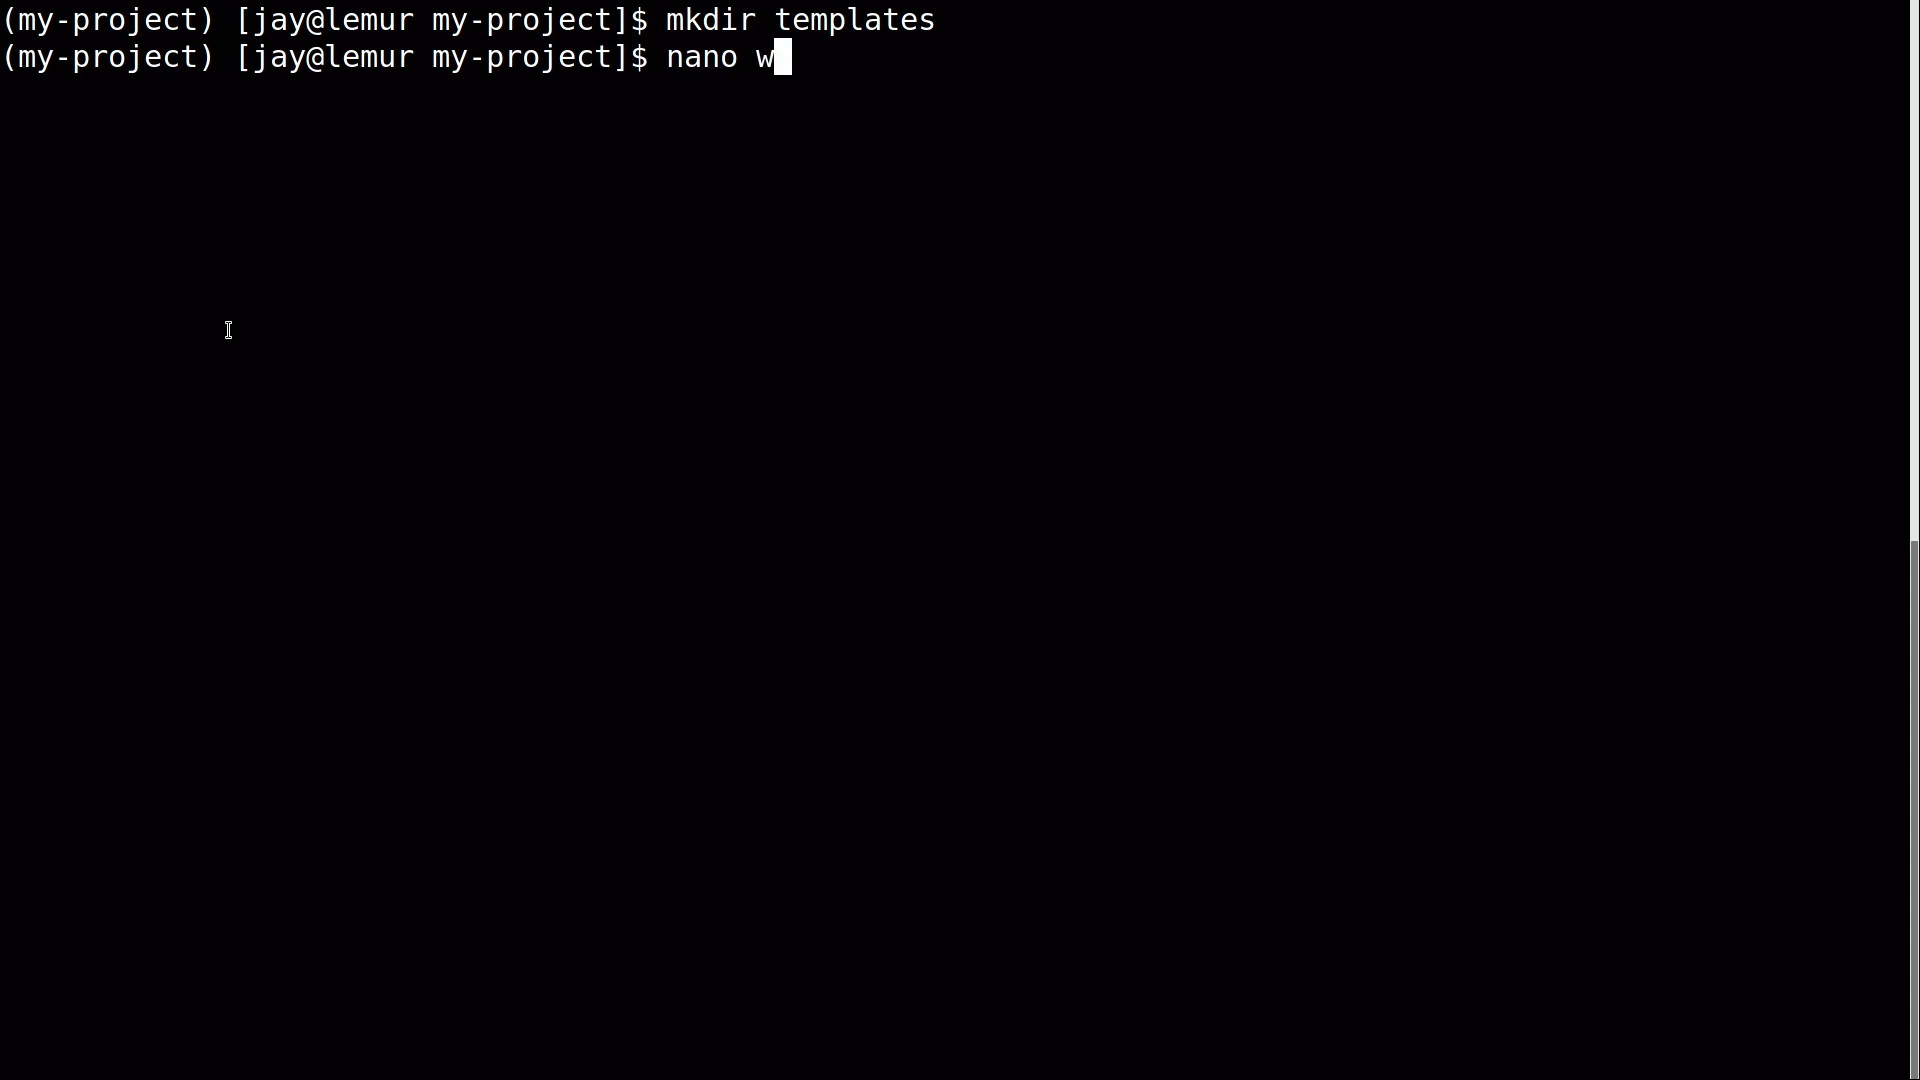 (my-project) [jay@lemur my-project]$ mkdir templates
(my-project) [jay@lemur my-project]$ nano w